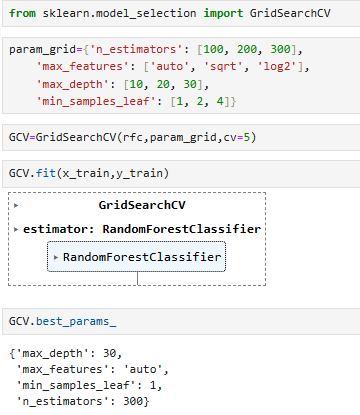 from sklearn.model_selection import GridSearchCV
param_grid={'n_estimators': [100, 200, 300],
    'max_features': ['auto', 'sqrt', 'log2'],
    'max_depth': [10, 20, 30],
    'min_samples_leaf': [1, 2, 4]}
GCV=GridSearchCV(rfc,param_grid,cv=5)
GCV.fit(x_train,y_train)
GridSearchCV
estimator: RandomForestClassifier
RandomForestClassifier
GCV.best_params_
{'max_depth': 30,
 'max_features': 'auto',
 'min_samples_leaf': 1,
 'n_estimators': 300}